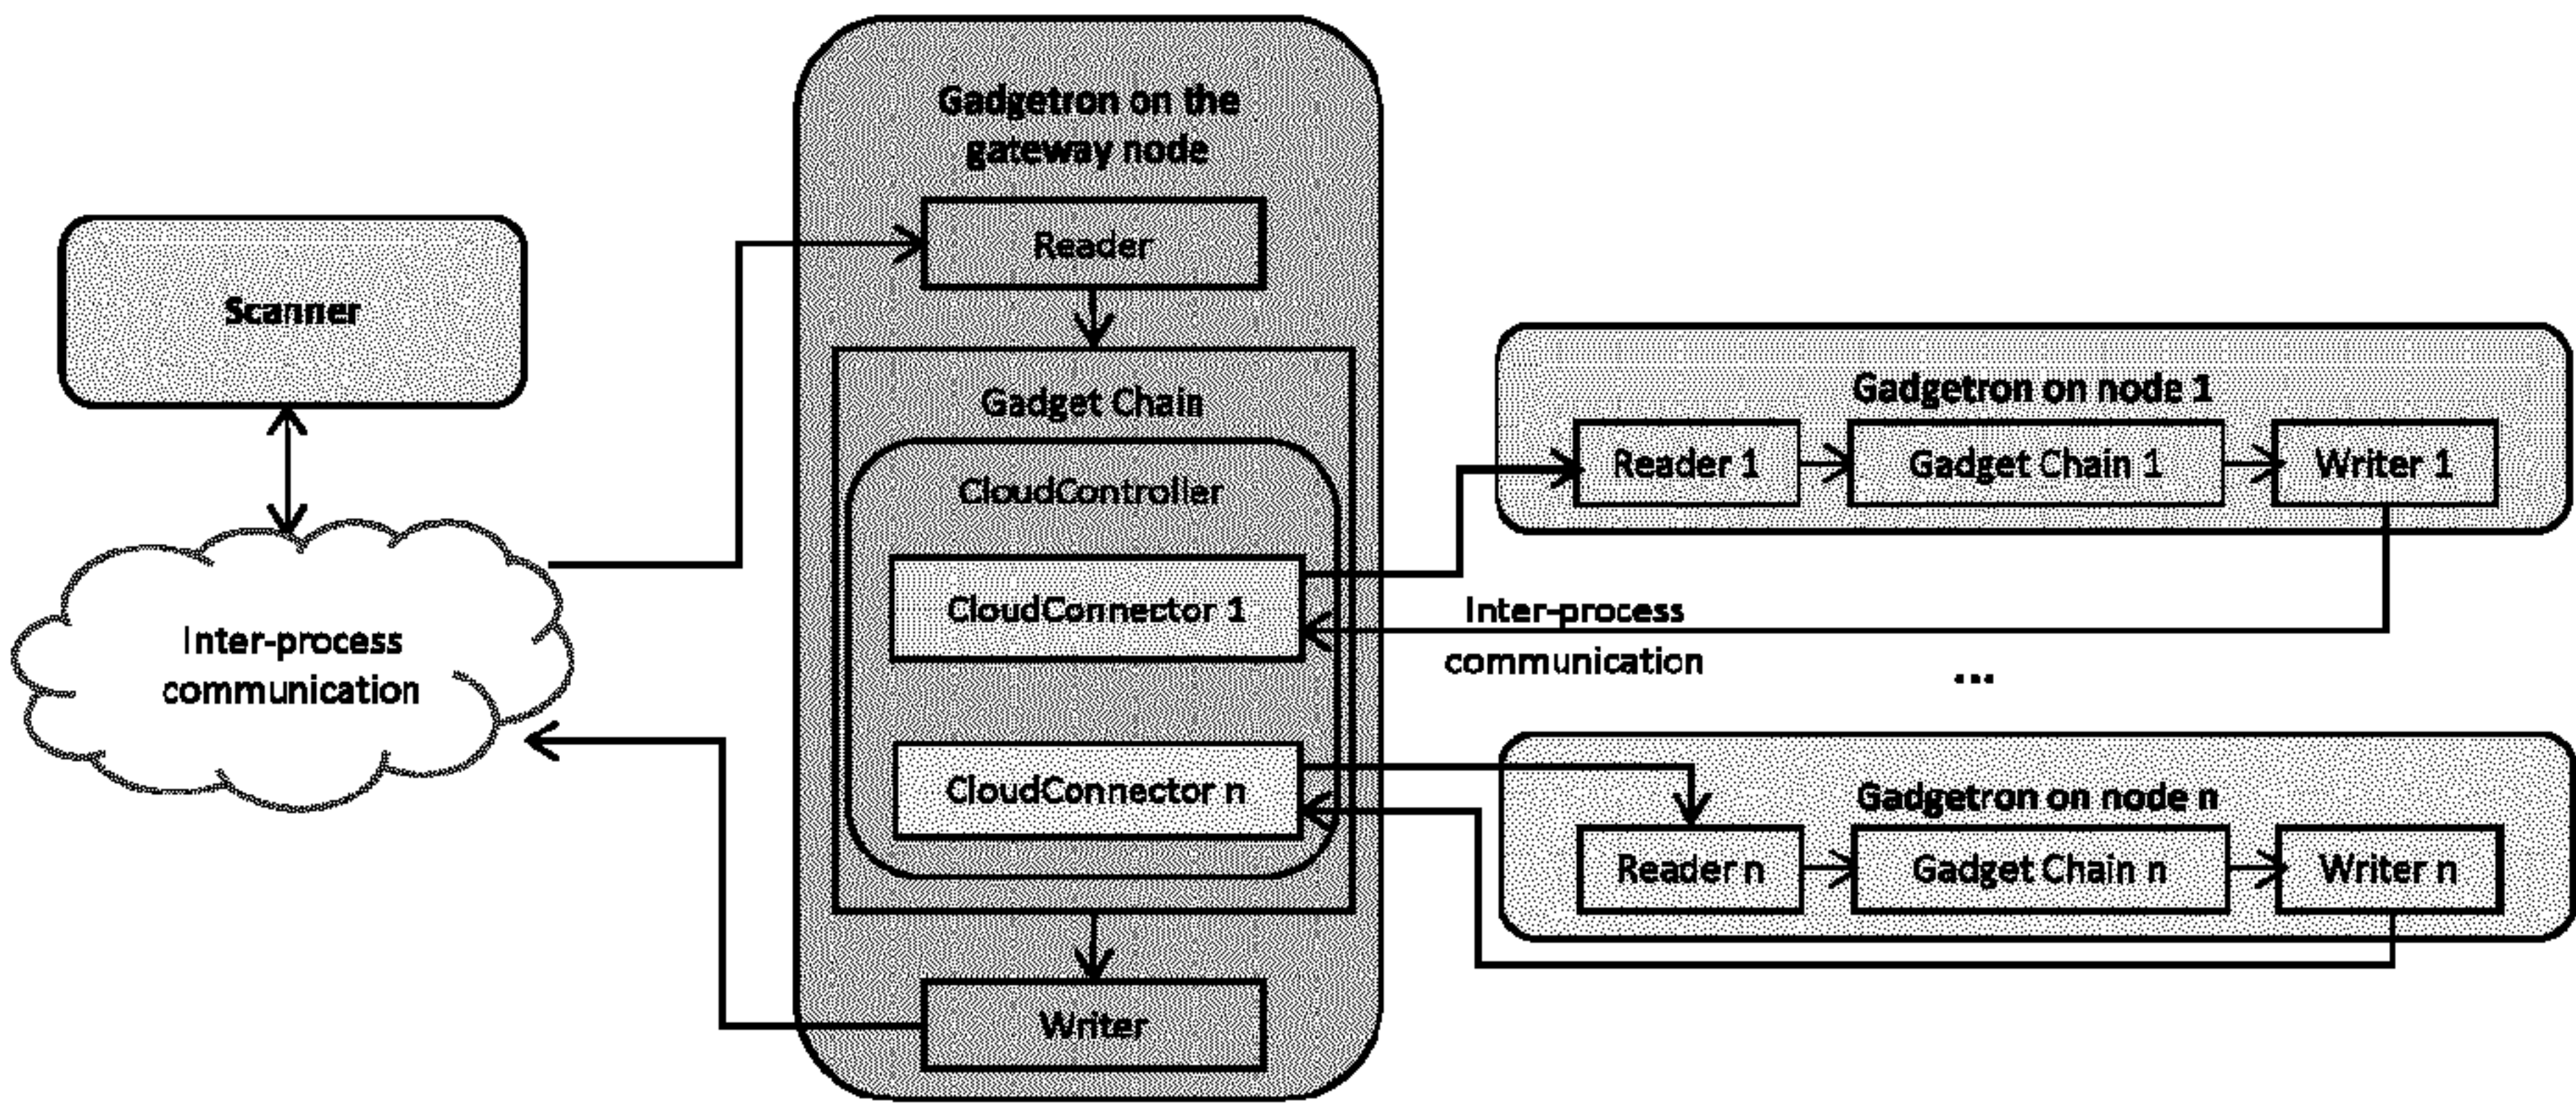 Gadgetron on the
gateway node
Reader
Scanner
Gadget Chain
CloudController
CloudConnector 1
CloudConnector n
Writer
Inter-process
communication
Gadgetron on node 1
Reader 1
Gadget Chain 1
Writer 1
Inter-process
communication
...
Gadgetron on node n
Reader n
Gadget Chain n
Writer n